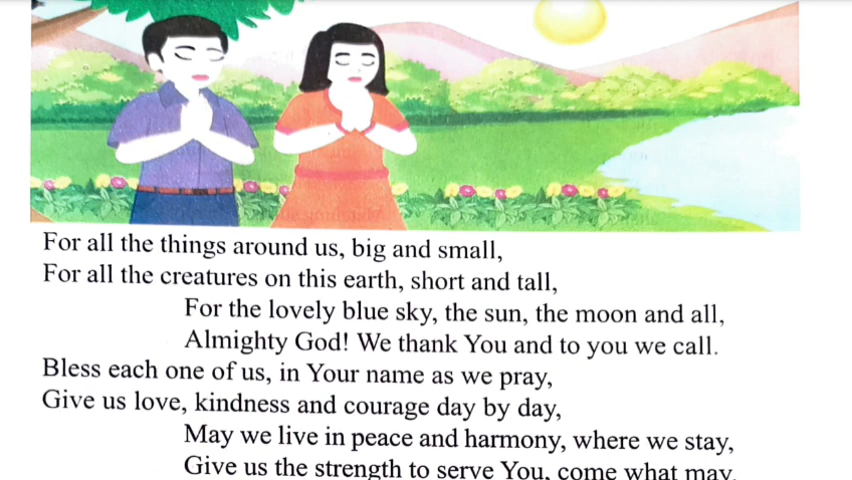 For all the things around us, big and small,
For all the creatures on this earth, short and tall,
For the lovely blue sky, the sun, the moon and all,
Almighty God! We thank You and to you we call.
Bless each one of us, in Your name as we pray,
Give us love, kindness and courage day by day,
May we live in peace and harmony, where we stay,
Give us the strength to serve You, come what may.